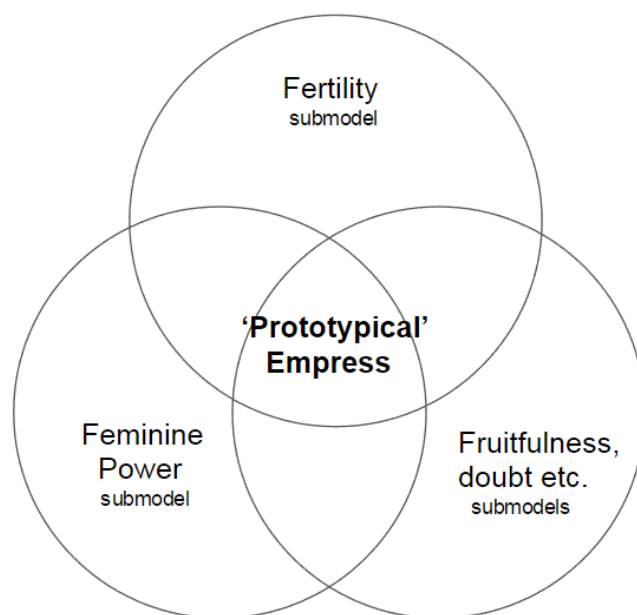 Fertility
submodel
‘Prototypical’
Empress
Feminine
Power
submodel
Fruitfulness,
doubt etc.
submodels